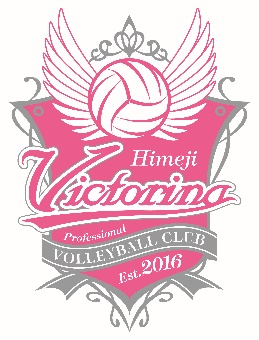 Himeji
Victorina
Professional
VOLLEYBALL CLUB
Est.2016